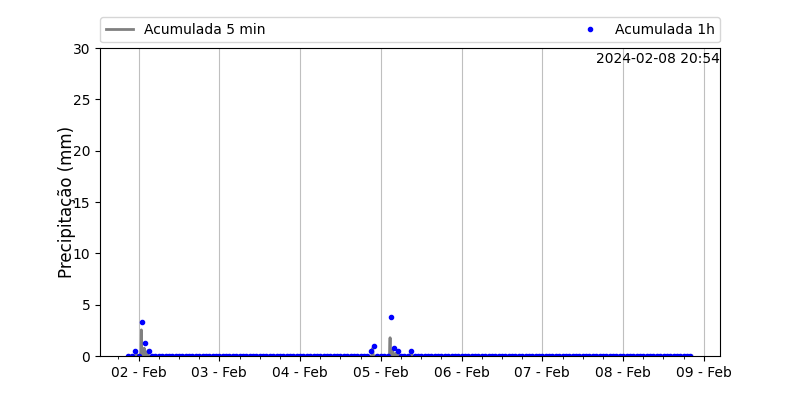 Acumulada 5 min
Acumulada 1h
2024-02-08 20:54
Precipitação (mm)
30
25
20
15
10
5
0
02 - Feb
03 - Feb
04 - Feb
05 - Feb
06 - Feb
07 - Feb
08 - Feb
09 - Feb